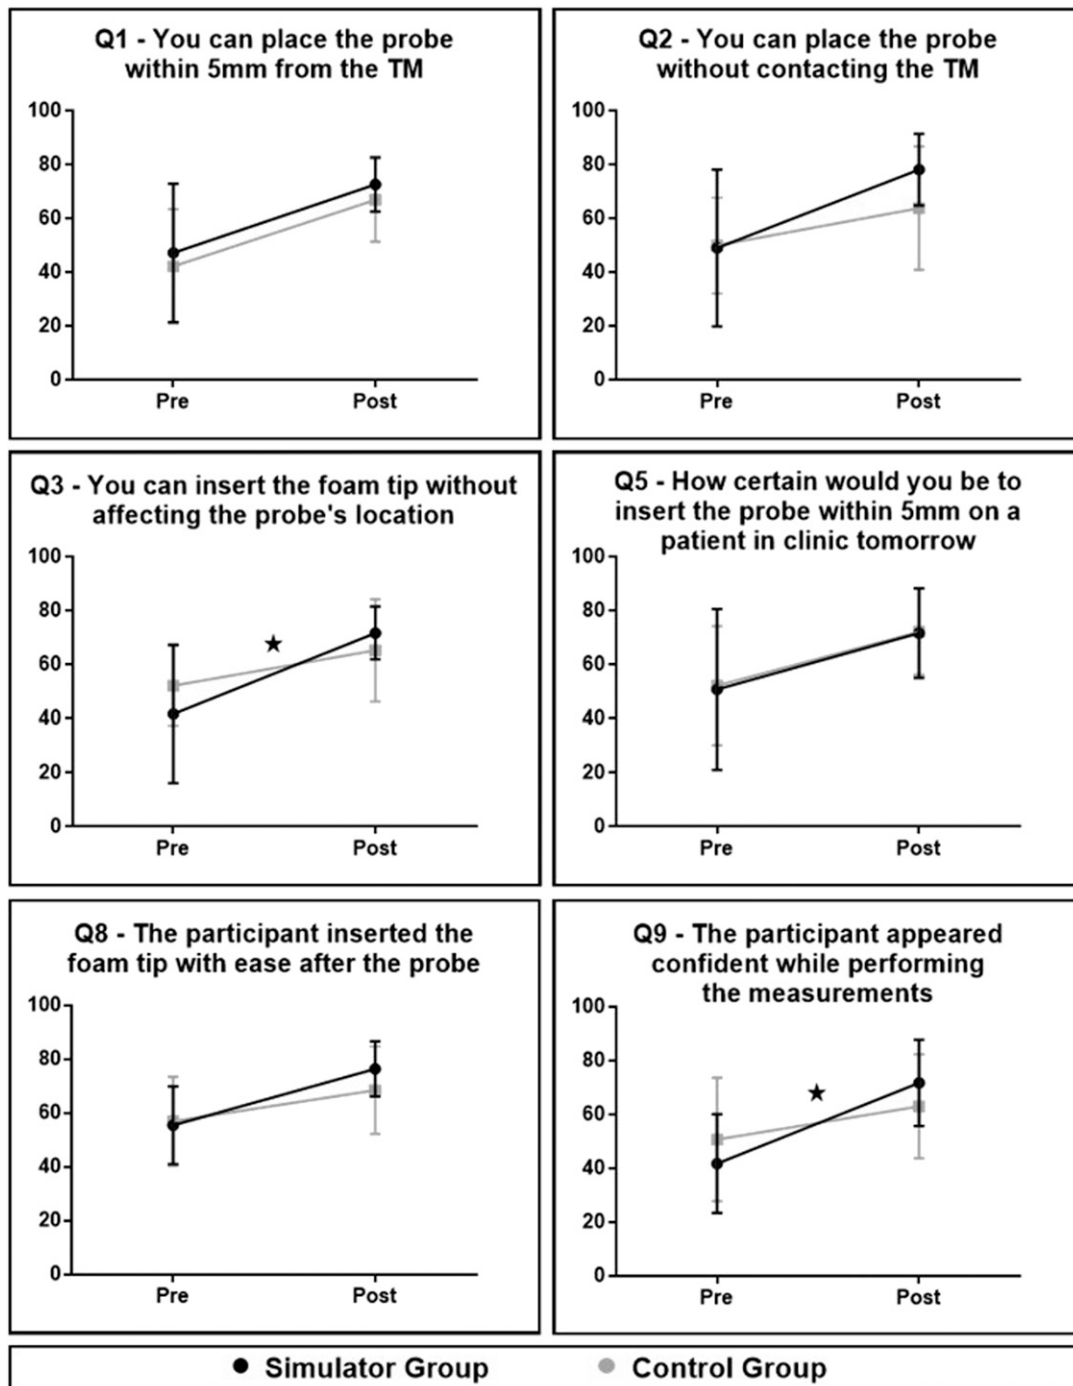 Q1 - You can place the probe
within 5mm from the TM
100
80
60
40
20
0
Pre Post
Q2 - You can place the probe
without contacting the TM
100
80
60
40
20
0
Pre Post
Q3 - You can insert the foam tip without
affecting the probe's location
100
80
60
40
20
0
Pre Post
Q5 - How certain would you be to
insert the probe within 5mm on a
patient in clinic tomorrow
100
80
60
40
20
0
Pre Post
Q8 - The participant inserted the
foam tip with ease after the probe
100
80
60
40
20
0
Pre Post
Q9 - The participant appeared
confident while performing
the measurements
100
80
60
40
20
0
Pre Post
Simulator Group Control Group